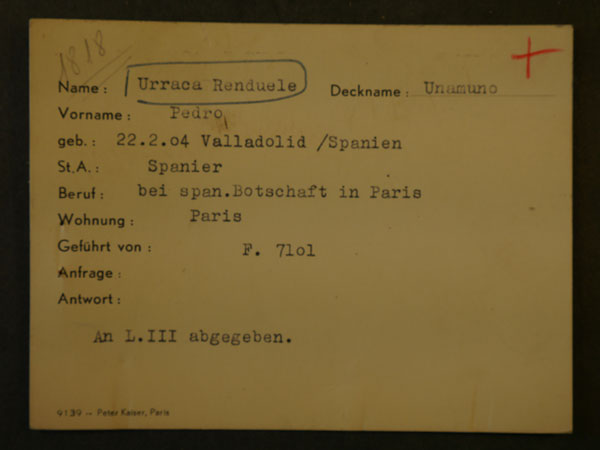 1818
Name: Urraca Renduele Deckname: Unamuno
Vorname: Pedro
geb.: 22.2.04 Valladolid /Spanien
St.A.: Spanier
Beruf: bei span.Botschaft in Paris
Wohnung: Paris
Geführt von: F. 7lol
Anfrage:
Antwort:
An L.III abgegeben.
9139 -- Peter Kaiser, Paris